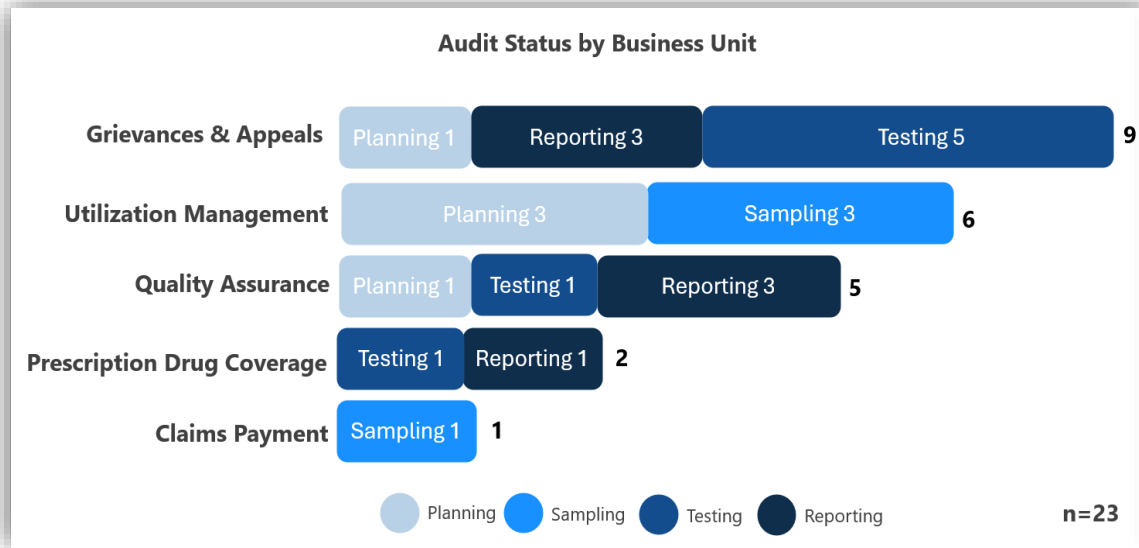 Audit Status by Business Unit
Grievances & Appeals Planning 1 Reporting 3 Testing 5 9
Utilization Management Planning 3 Sampling 3 6
Quality Assurance Planning 1 Testing 1 Reporting 3 5
Prescription Drug Coverage Testing 1 Reporting 1 2
Claims Payment Sampling 1 1
Planning Sampling Testing Reporting n=23